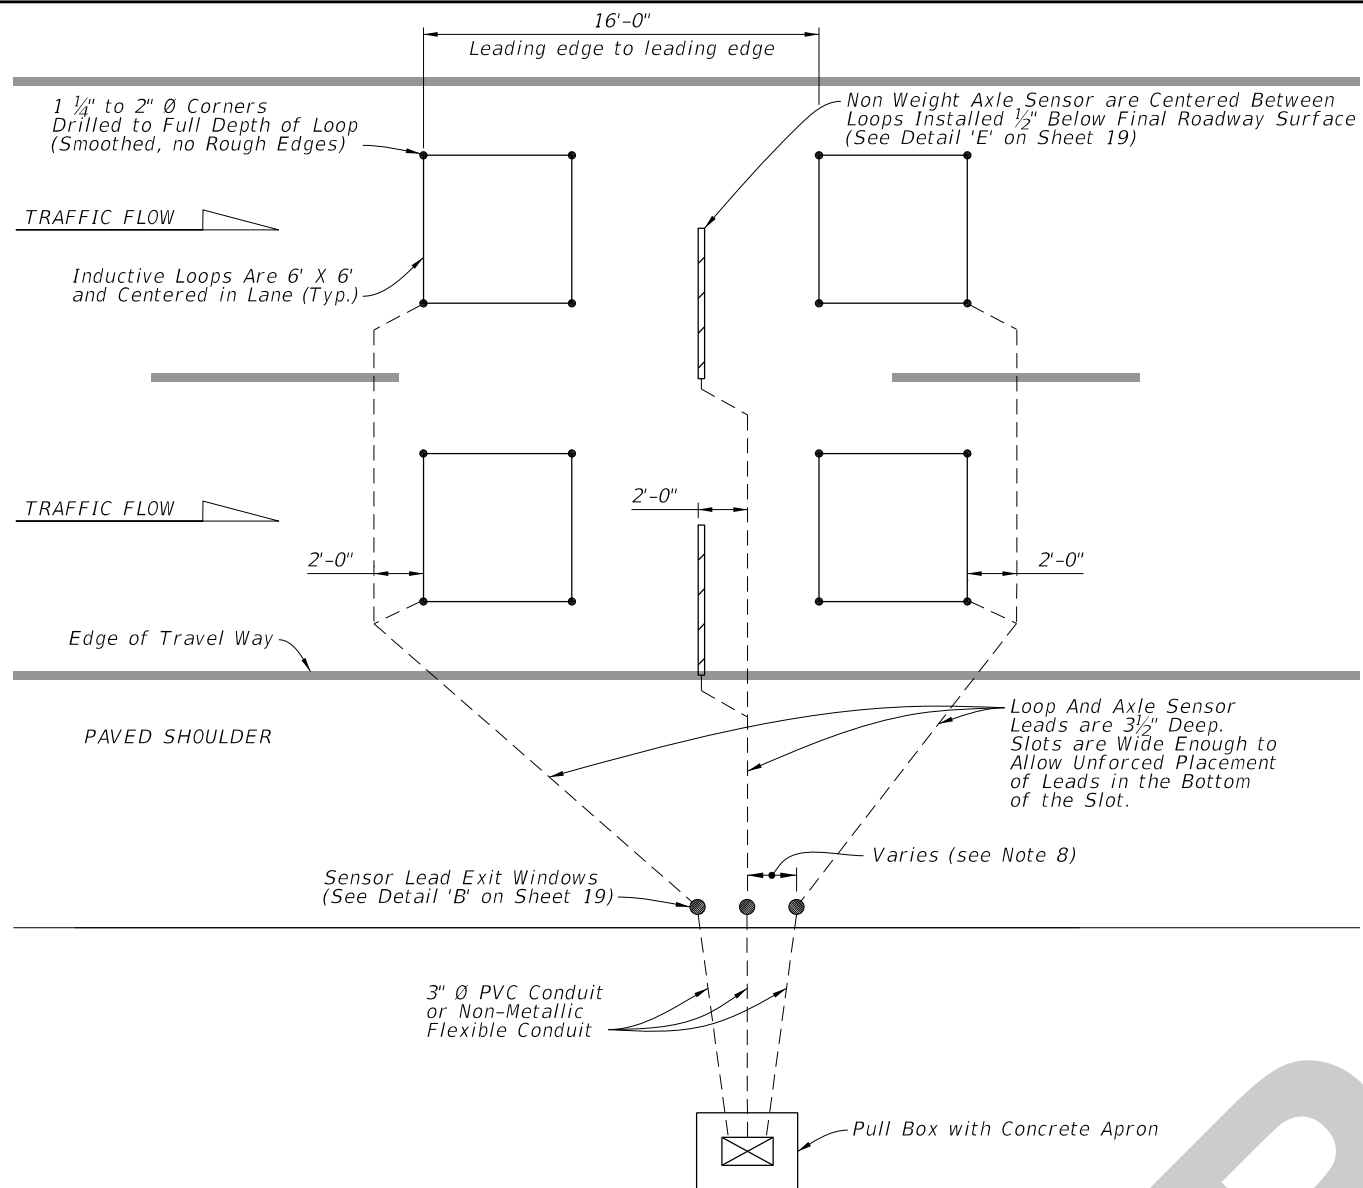 16'-0"
Leading edge to leading edge
1 ¼" to 2" Ø Corners
Drilled to Full Depth of Loop
(Smoothed, no Rough Edges)
Non Weight Axle Sensor are Centered Between
Loops Installed ½" Below Final Roadway Surface
(See Detail 'E' on Sheet 19)
TRAFFIC FLOW
Inductive Loops Are 6' X 6'
and Centered in Lane (Typ.)
TRAFFIC FLOW
2'-0"
2'-0"
2'-0"
Edge of Travel Way
PAVED SHOULDER
Loop And Axle Sensor
Leads are 3½" Deep.
Slots are Wide Enough to
Allow Unforced Placement
of Leads in the Bottom
of the Slot.
Varies (see Note 8)
Sensor Lead Exit Windows
(See Detail 'B' on Sheet 19)
3" Ø PVC Conduit
or Non-Metallic
Flexible Conduit
Pull Box with Concrete Apron